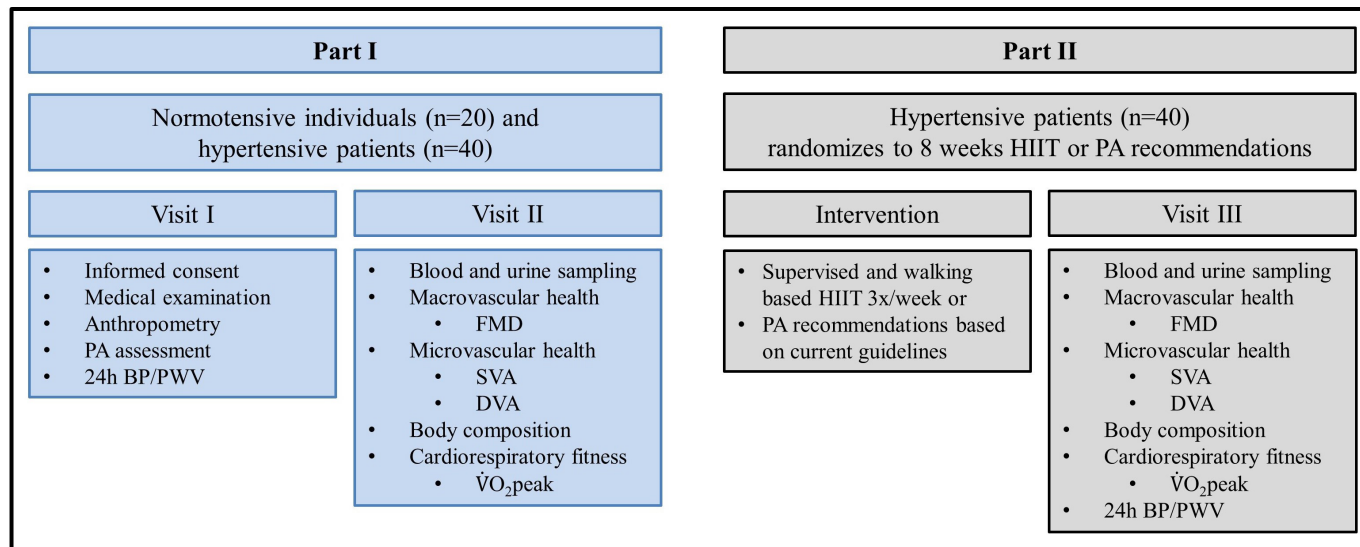 Part I
Normotensive individuals (n=20) and
hypertensive patients (n=40)
Visit I
• Informed consent
• Medical examination
• Anthropometry
• PA assessment
• 24h BP/PWV
Visit II
• Blood and urine sampling
• Macrovascular health
• FMD
• Microvascular health
• SVA
• DVA
• Body composition
• Cardiorespiratory fitness
• V̇O₂peak
Part II
Hypertensive patients (n=40)
randomizes to 8 weeks HIIT or PA recommendations
Intervention
• Supervised and walking
based HIIT 3x/week or
• PA recommendations based
on current guidelines
Visit III
• Blood and urine sampling
• Macrovascular health
• FMD
• Microvascular health
• SVA
• DVA
• Body composition
• Cardiorespiratory fitness
• V̇O₂peak
• 24h BP/PWV